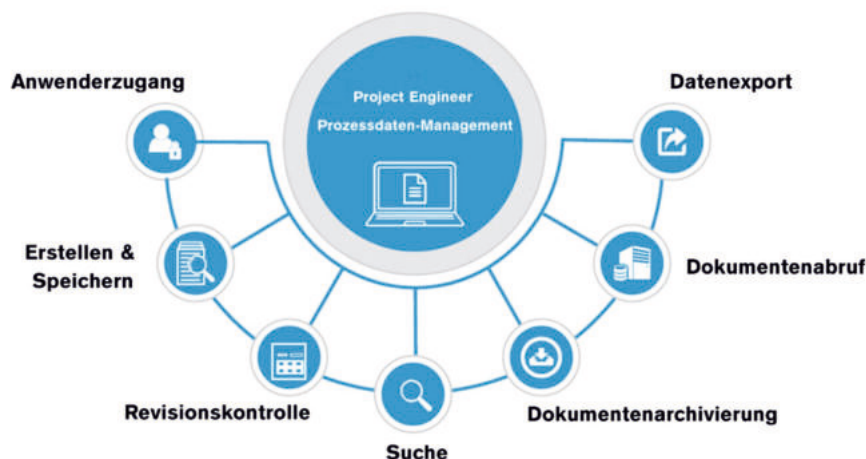 Project Engineer
Prozessdaten-Management
Anwenderzugang
Erstellen &
Speichern
Revisionskontrolle
Suche
Dokumentenarchivierung
Dokumentenabruf
Datenexport